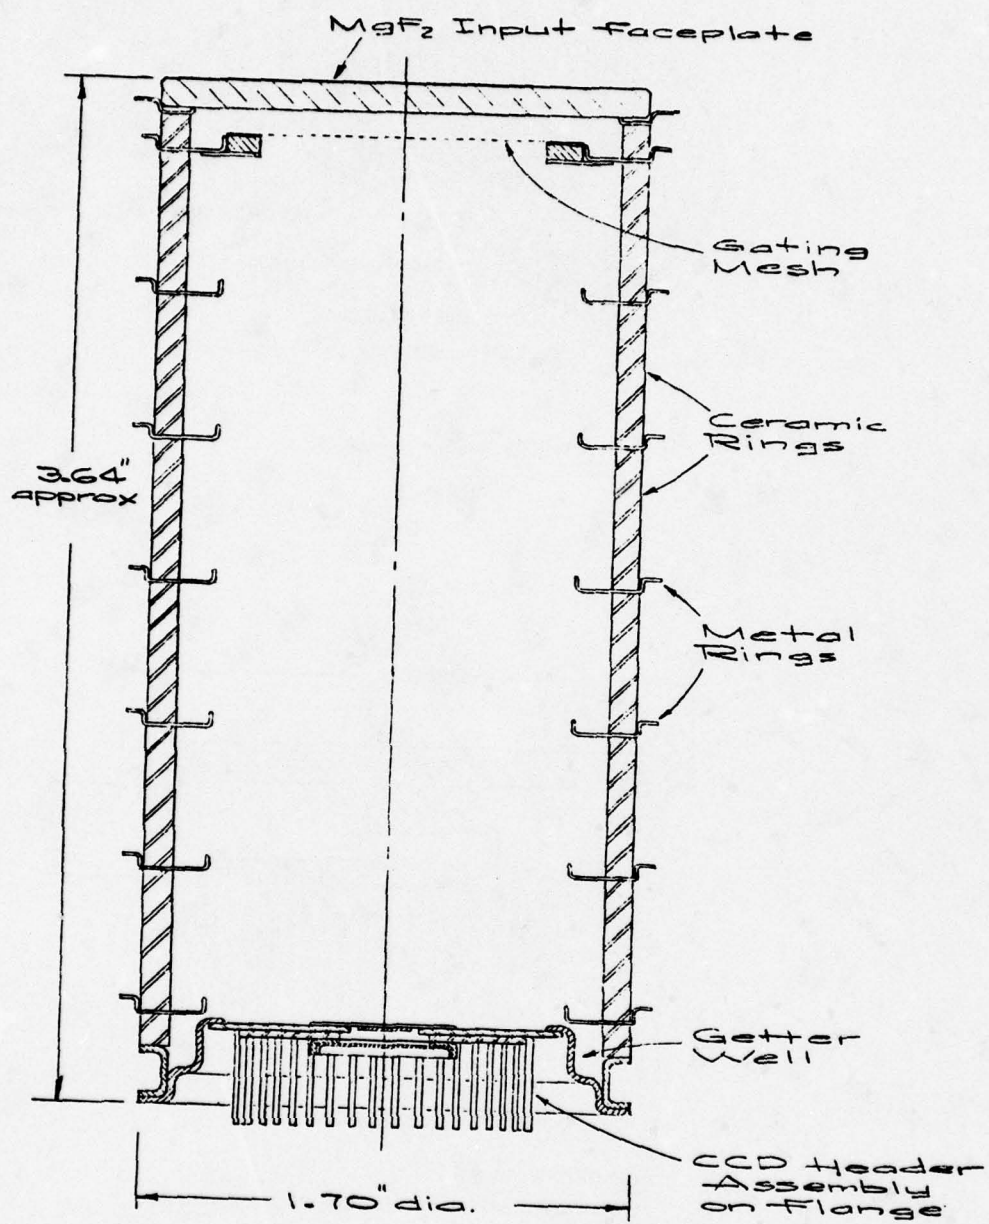 MgF₂ Input Faceplate
Gating
Mesh
Ceramic
Rings
3.64"
approx
Metal
Rings
Getter
Well
CCD Header
Assembly
on Flange
1.70" dia.